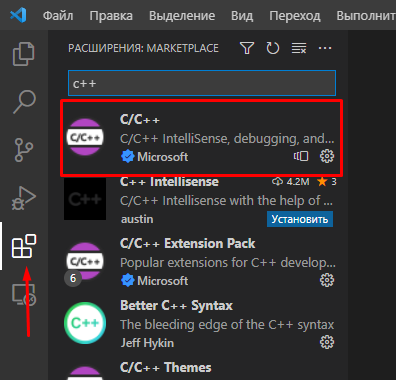 айл Правка Выделение Вид Переход Выполнит
РАСШИРЕНИЯ: MARKETPLACE
c++
C/C++
C/C++
C/C++ IntelliSense, debugging, and...
Microsoft
C++
C++ Intellisense 4.2M 3
C/C++ Intellisense with the help of ...
austin Установить
C/C++
6
C/C++ Extension Pack
Popular extensions for C++ develop...
Microsoft
C++
Better C++ Syntax
The bleeding edge of the C++ syntax
Jeff Hykin
C/C++ Themes